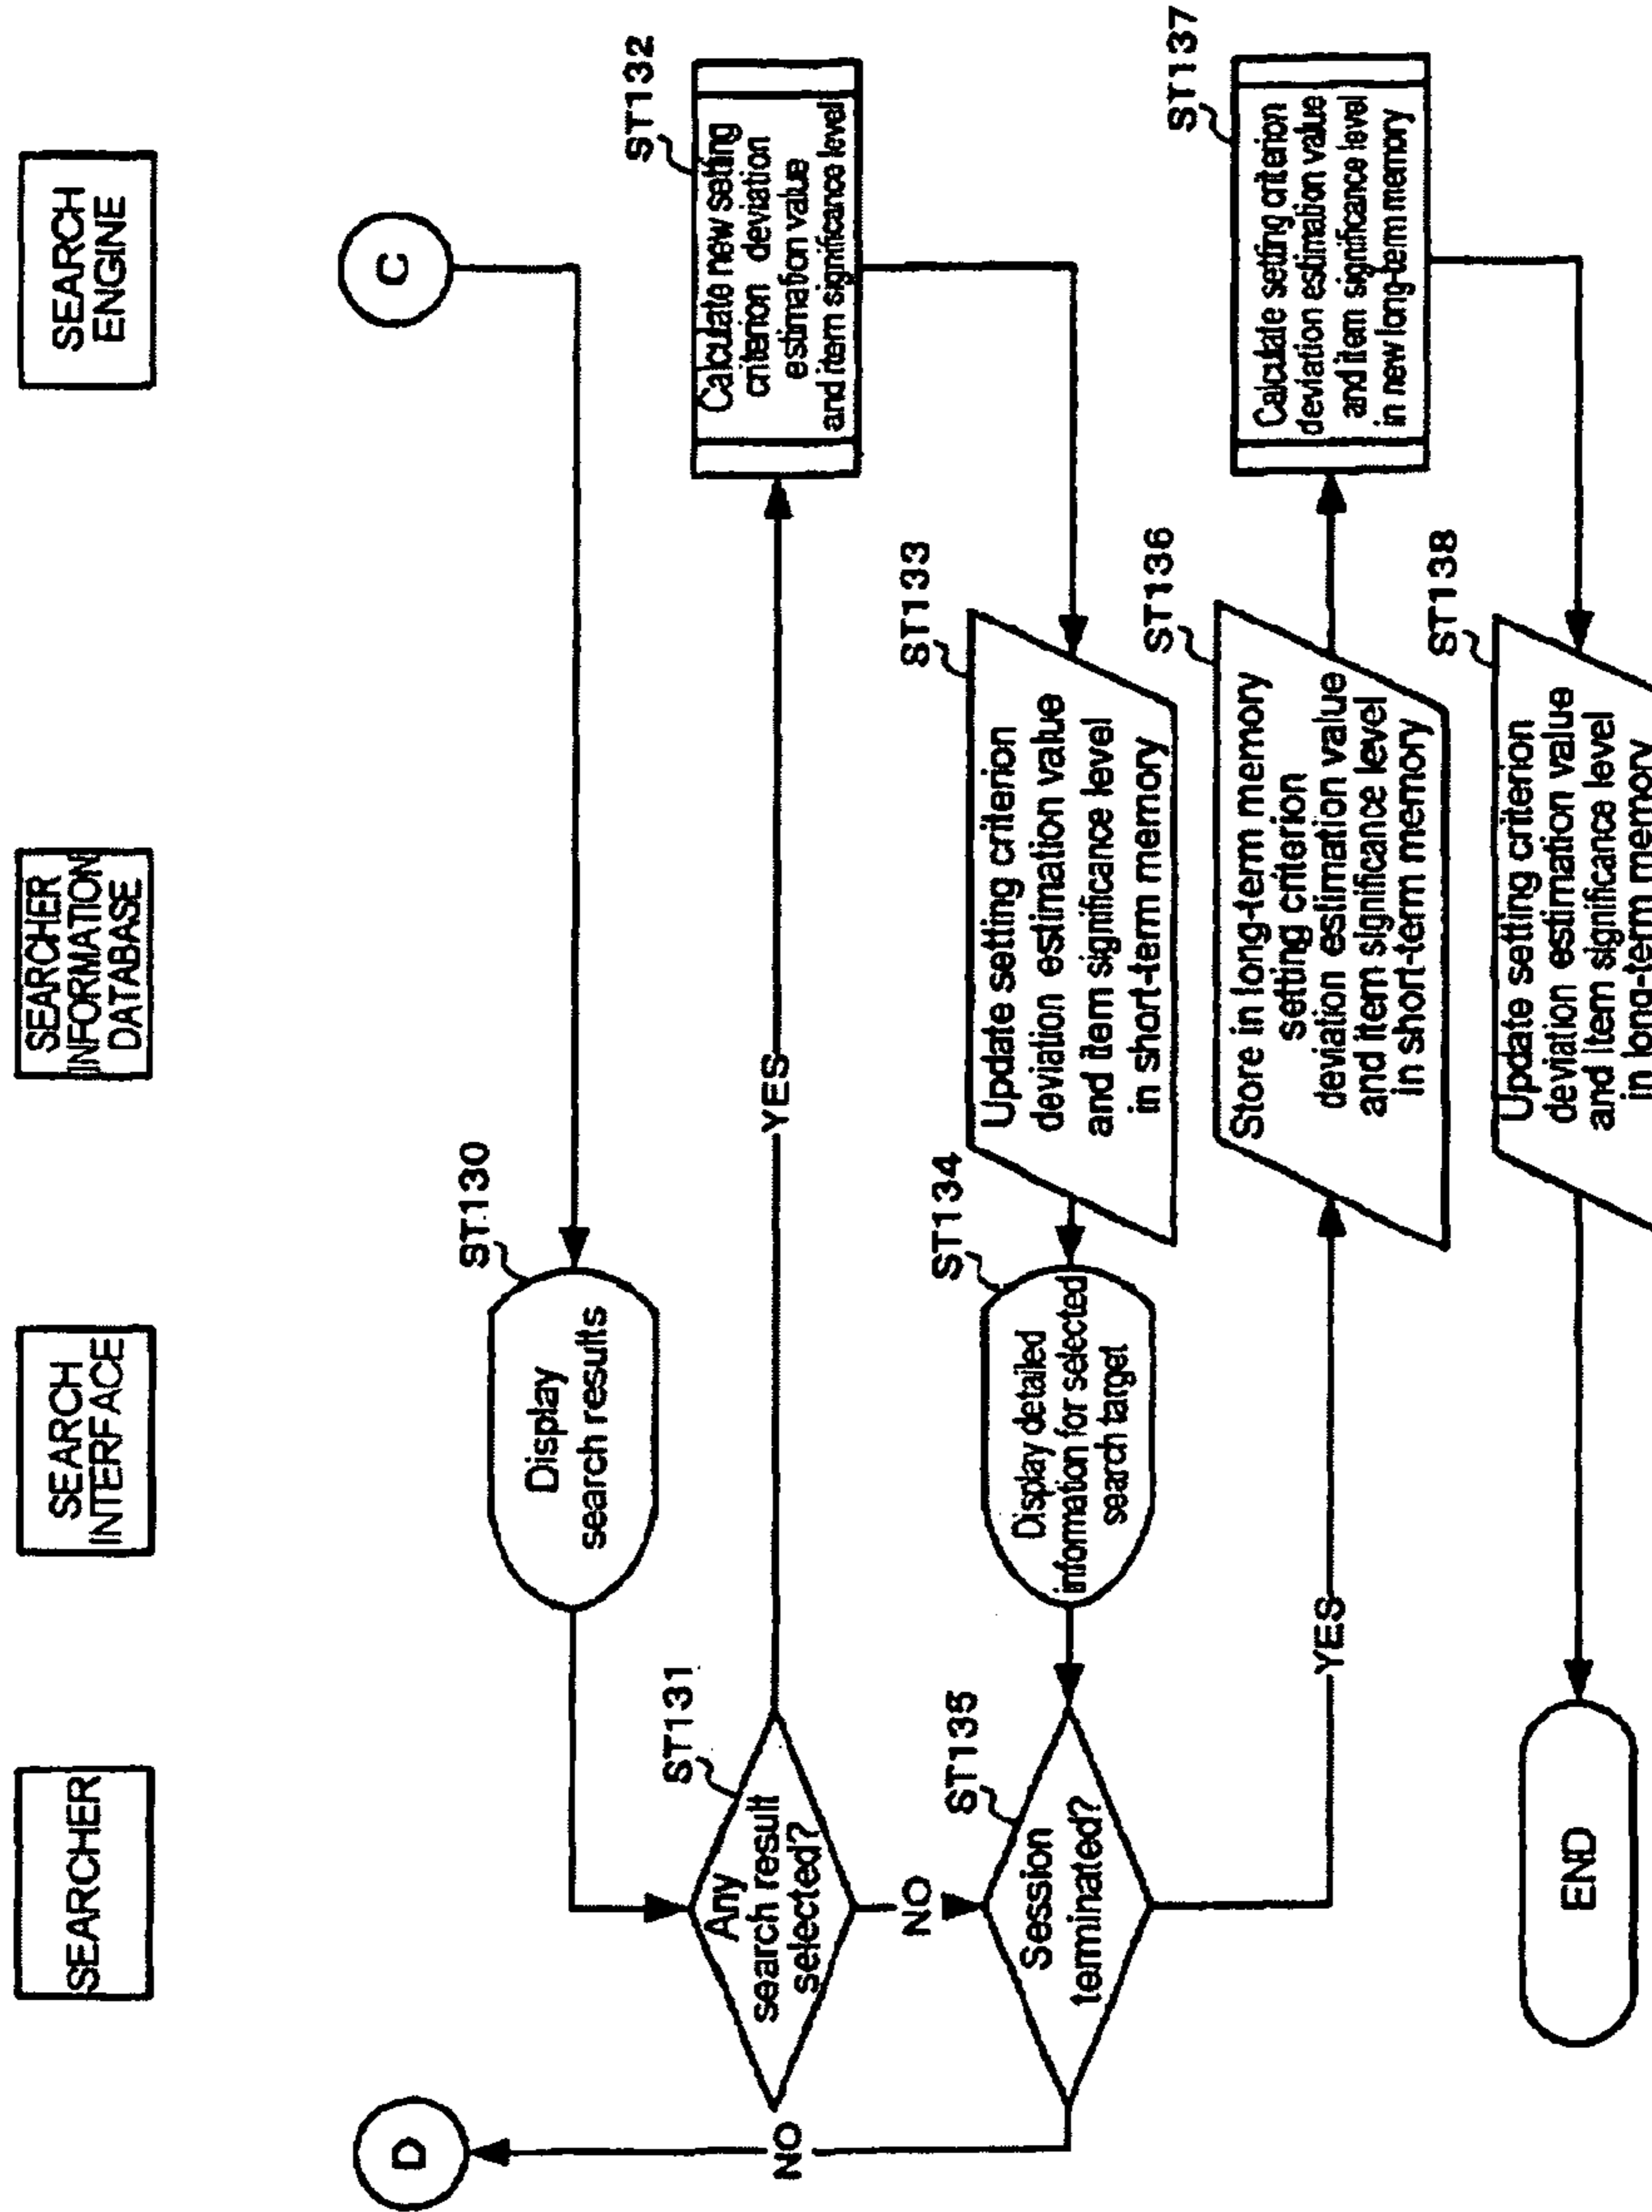 SEARCHER
SEARCH
INTERFACE
SEARCHER
INFORMATION
DATABASE
SEARCH
ENGINE
D
C
ST130
Display
search results
ST131
Any
search result
selected?
YES
NO
NO
ST132
Calculate new setting
criterion deviation
estimation value
and item significance level
ST133
Update setting criterion
deviation estimation value
and item significance level
in short-term memory
ST134
Display detailed
information for selected
search target
ST135
Session
terminated?
YES
ST136
Store in long-term memory
setting criterion
deviation estimation value
and item significance level
in short-term memory
ST137
Calculate setting criterion
deviation estimation value
and item significance level
in new long-term memory
ST138
Update setting criterion
deviation estimation value
and item significance level
in long-term memory
END